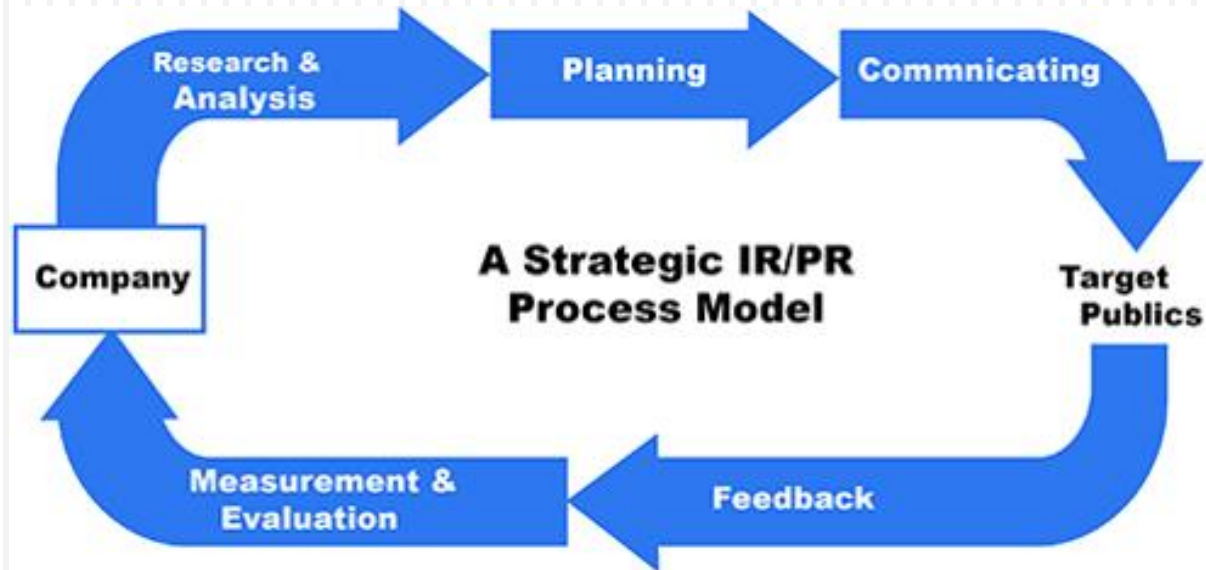 Research &
Analysis
Planning
Commnicating
Company
A Strategic IR/PR
Process Model
Target
Publics
Measurement &
Evaluation
Feedback